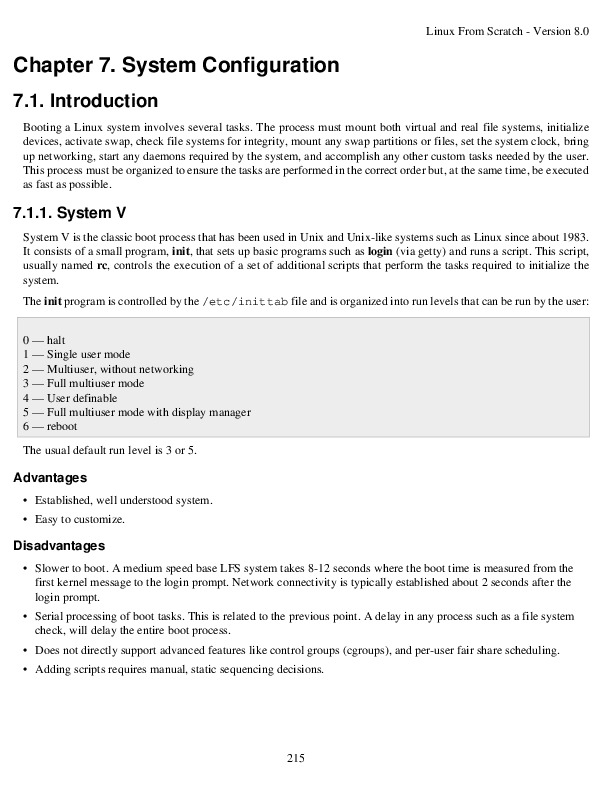 Linux From Scratch - Version 8.0
Chapter 7. System Configuration
7.1. Introduction
Booting a Linux system involves several tasks. The process must mount both virtual and real file systems, initialize
devices, activate swap, check file systems for integrity, mount any swap partitions or files, set the system clock, bring
up networking, start any daemons required by the system, and accomplish any other custom tasks needed by the user.
This process must be organized to ensure the tasks are performed in the correct order but, at the same time, be executed
as fast as possible.
7.1.1. System V
System V is the classic boot process that has been used in Unix and Unix-like systems such as Linux since about 1983.
It consists of a small program, init, that sets up basic programs such as login (via getty) and runs a script. This script,
usually named rc, controls the execution of a set of additional scripts that perform the tasks required to initialize the
system.
The init program is controlled by the /etc/inittab file and is organized into run levels that can be run by the user:
0 — halt
1 — Single user mode
2 — Multiuser, without networking
3 — Full multiuser mode
4 — User definable
5 — Full multiuser mode with display manager
6 — reboot
The usual default run level is 3 or 5.
Advantages
• Established, well understood system.
• Easy to customize.
Disadvantages
• Slower to boot. A medium speed base LFS system takes 8-12 seconds where the boot time is measured from the
first kernel message to the login prompt. Network connectivity is typically established about 2 seconds after the
login prompt.
• Serial processing of boot tasks. This is related to the previous point. A delay in any process such as a file system
check, will delay the entire boot process.
• Does not directly support advanced features like control groups (cgroups), and per-user fair share scheduling.
• Adding scripts requires manual, static sequencing decisions.
215